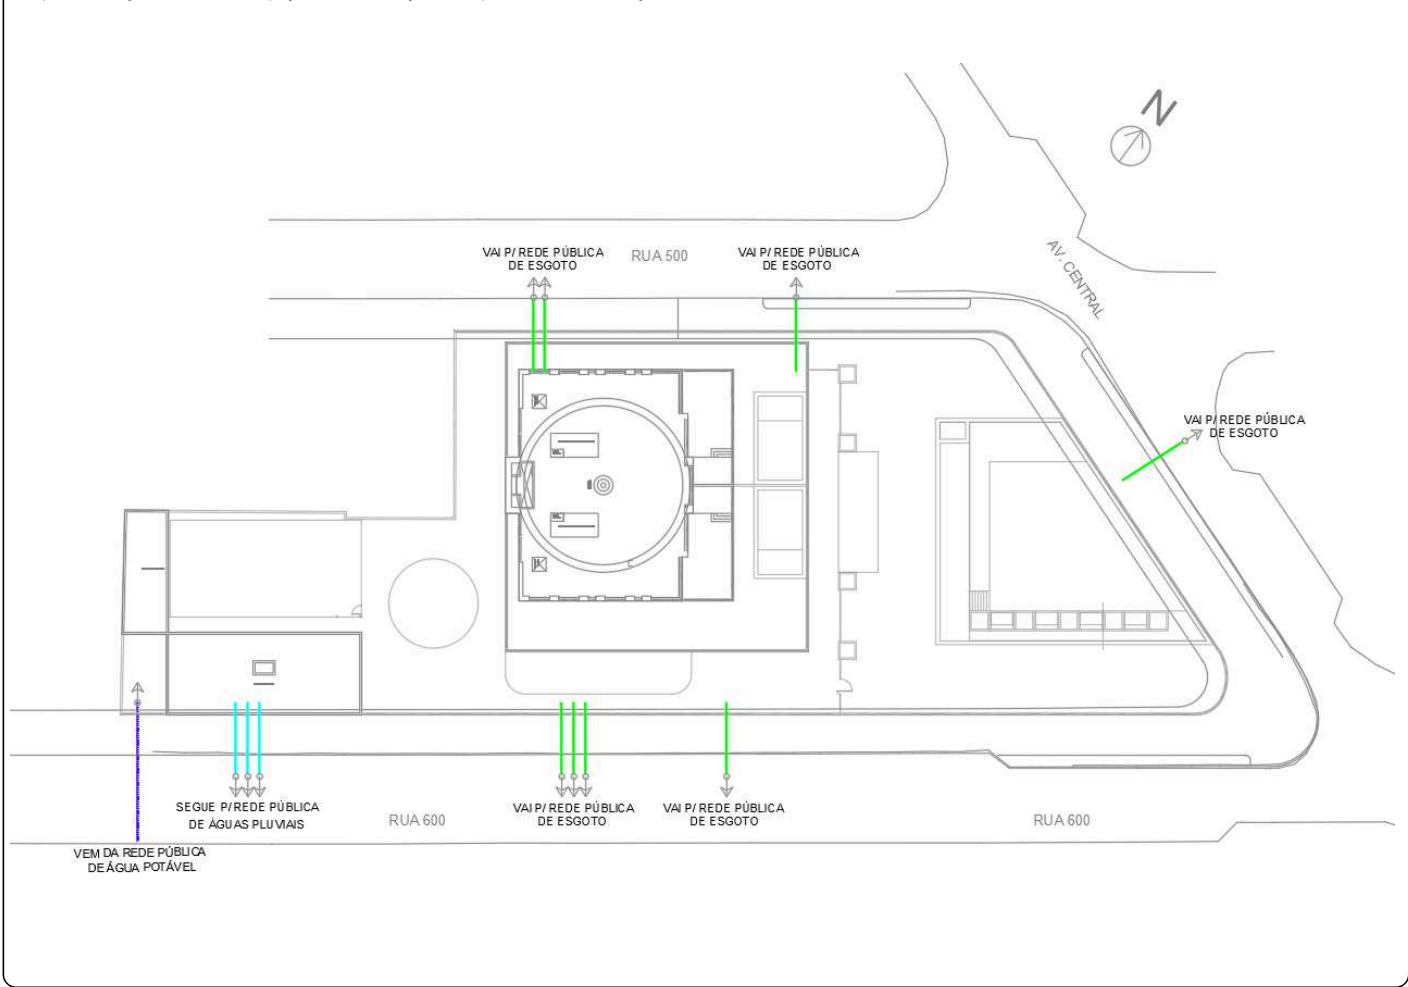 N
VAI P/ REDE PÚBLICA
DE ESGOTO
RUA 500
VAI P/ REDE PÚBLICA
DE ESGOTO
AV. CENTRAL
VAI P/ REDE PÚBLICA
DE ESGOTO
SEGUE P/ REDE PÚBLICA
DE ÁGUAS PLUVIAIS
RUA 600
VAI P/ REDE PÚBLICA
DE ESGOTO
VAI P/ REDE PÚBLICA
DE ESGOTO
RUA 600
VEM DA REDE PÚBLICA
DE ÁGUA POTÁVEL